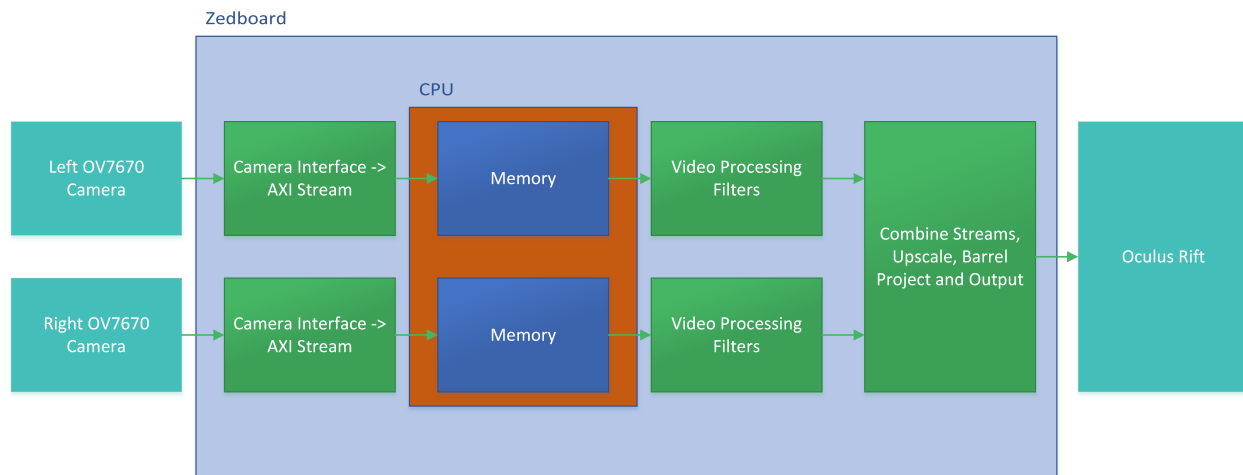 Zedboard
CPU
Left OV7670
Camera
Camera Interface ->
AXI Stream
Memory
Video Processing
Filters
Right OV7670
Camera
Camera Interface ->
AXI Stream
Memory
Video Processing
Filters
Combine Streams,
Upscale, Barrel
Project and Output
Oculus Rift